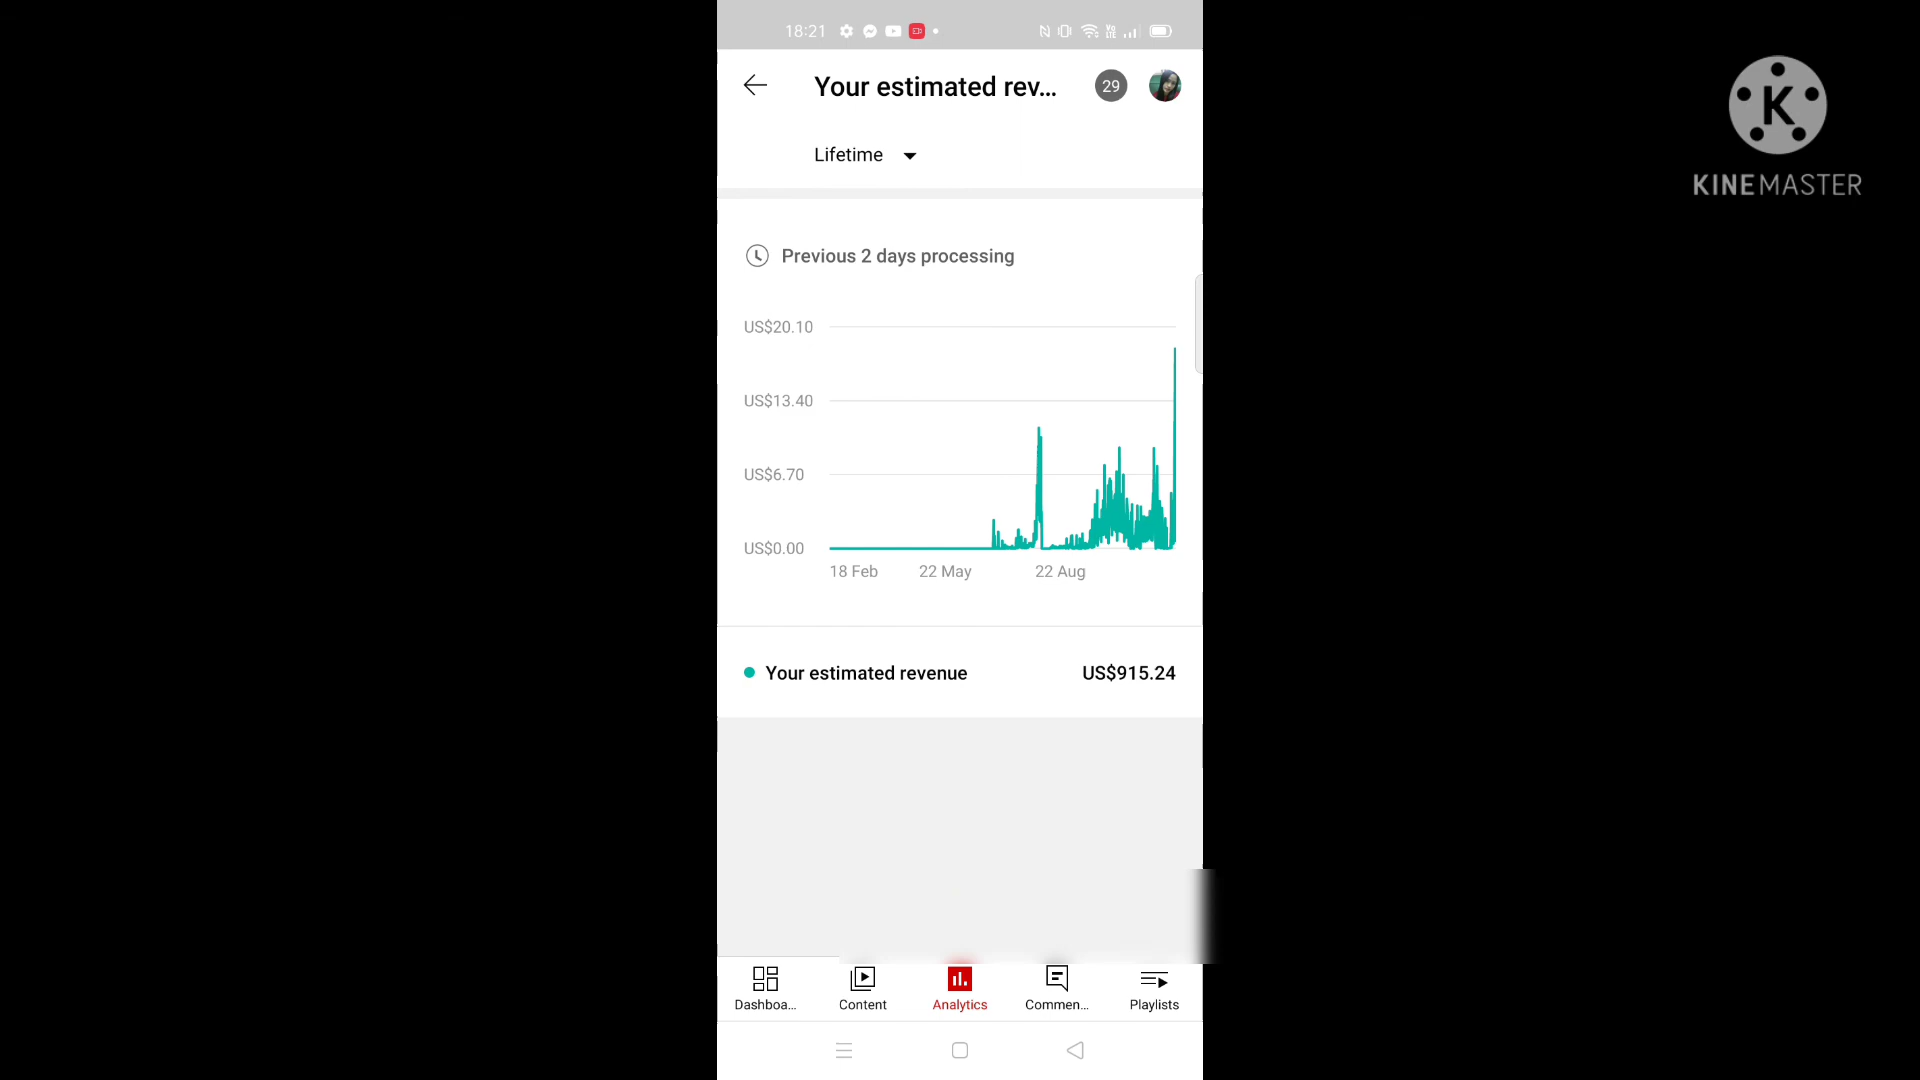 18:21
Your estimated rev...
29
Lifetime
K
KINEMASTER
Previous 2 days processing
US$20.10
US$13.40
US$6.70
US$0.00
18 Feb 22 May 22 Aug
Your estimated revenue US$915.24
Dashboa... Content Analytics Commen... Playlists